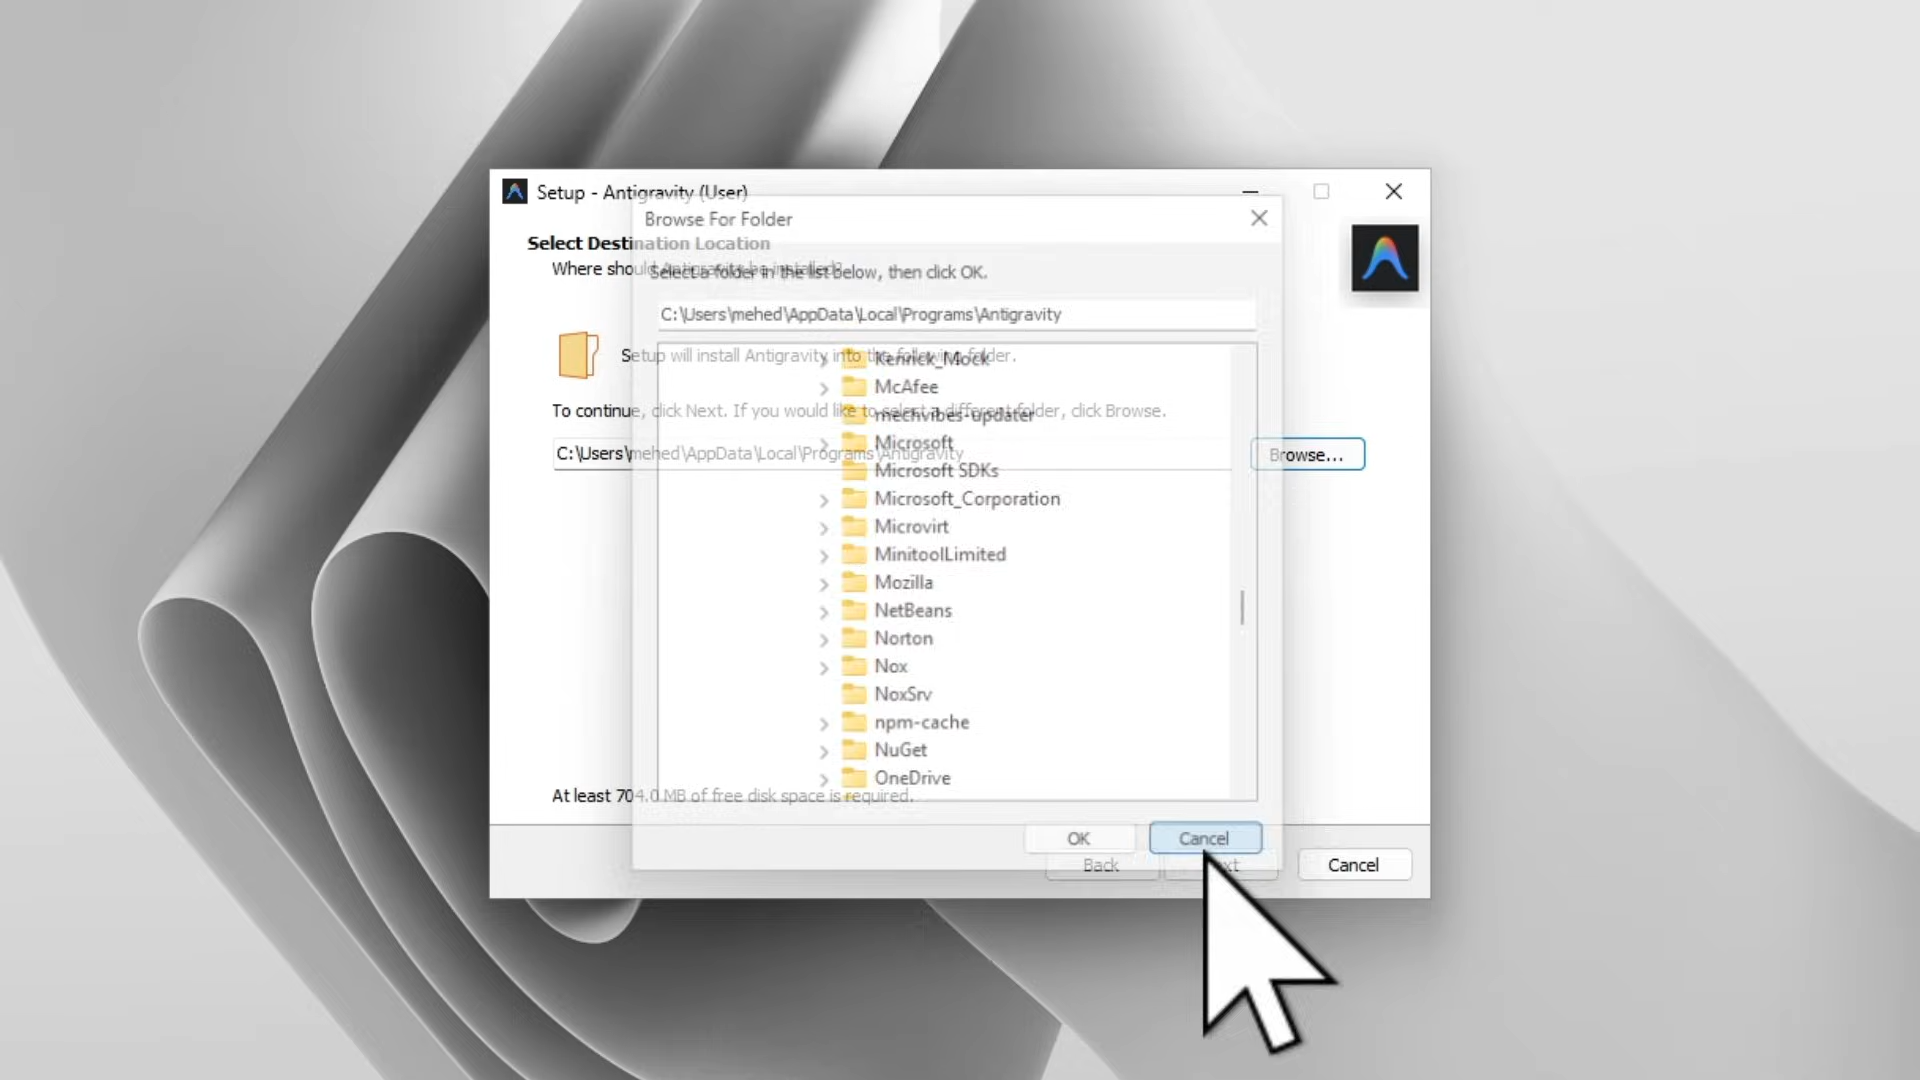 Setup - Antigravity (User)
Browse For Folder
Select Destination Location
Where should Antigravity be installed?
Select a folder in the list below, then click OK.
C:\Users\mehed\AppData\Local\Programs\Antigravity
Setup will install Antigravity into the following folder.
Kenrick_Mock
McAfee
To continue, click Next. If you would like to select a different folder, click Browse.
mechvibes-updater
Microsoft
C:\Users\mehed\AppData\Local\Programs\Antigravity
Browse...
Microsoft SDKs
Microsoft_Corporation
Microvirt
MinitoolLimited
Mozilla
NetBeans
Norton
Nox
NoxSrv
npm-cache
NuGet
OneDrive
At least 704.0 MB of free disk space is required.
OK
Cancel
Back
Cancel